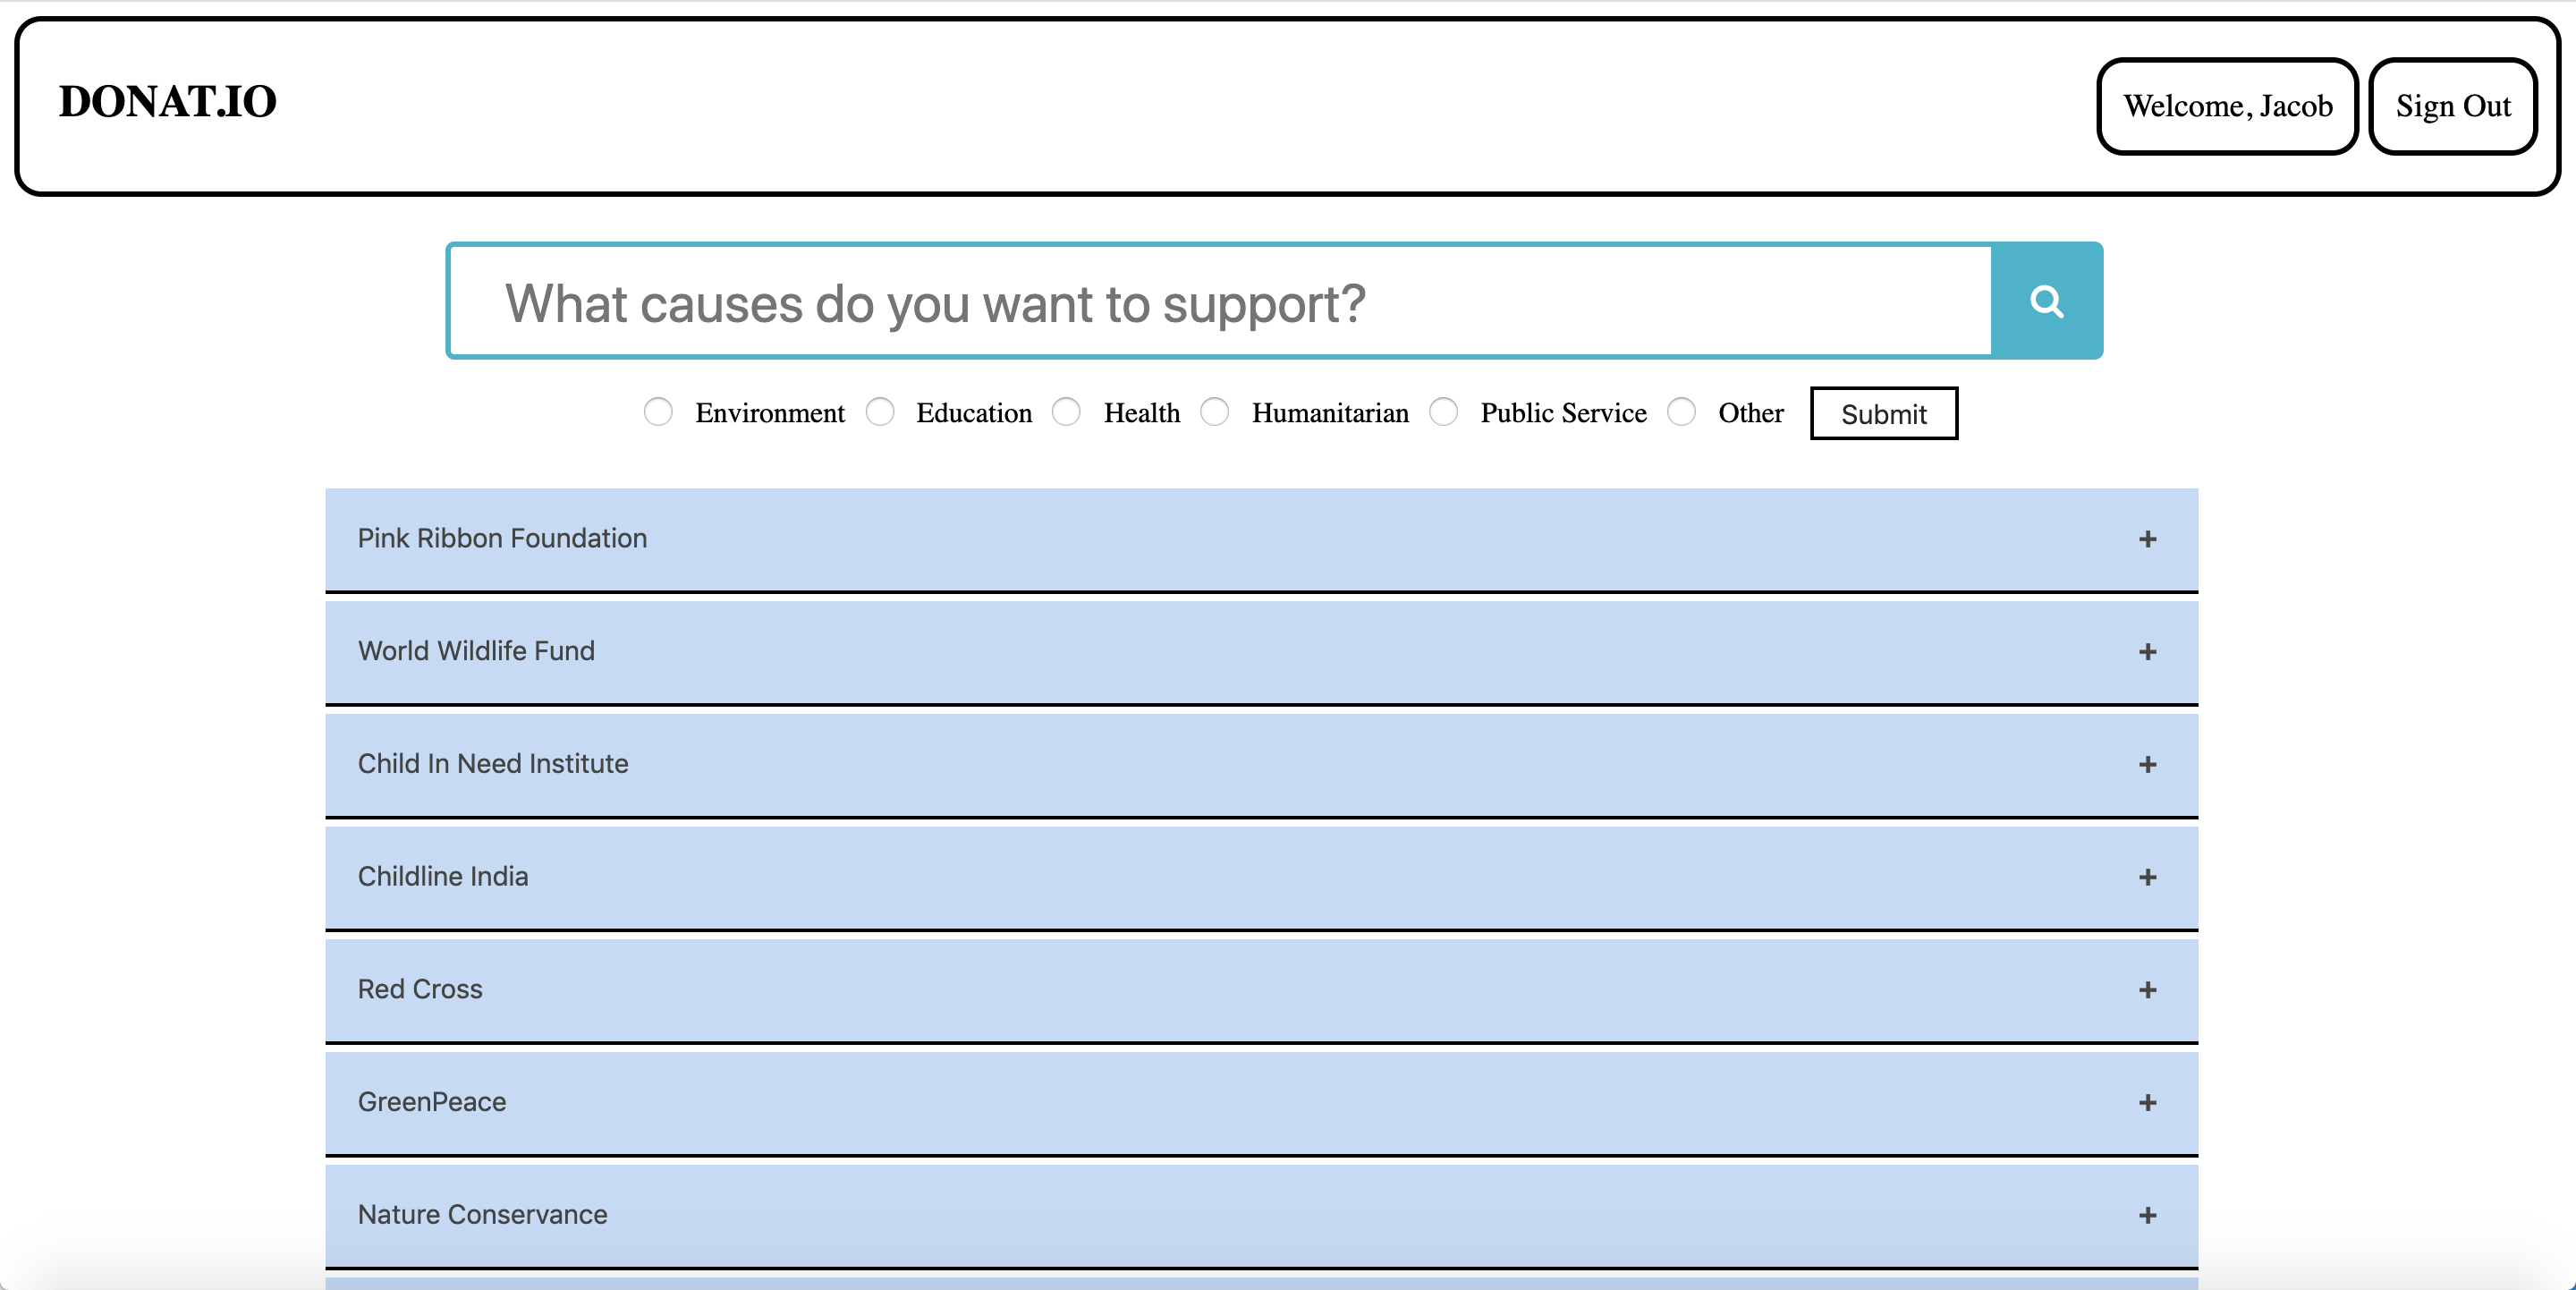 DONAT.IO
Welcome, Jacob Sign Out
What causes do you want to support?
Environment Education Health Humanitarian Public Service Other Submit
Pink Ribbon Foundation +
World Wildlife Fund +
Child In Need Institute +
Childline India +
Red Cross +
GreenPeace +
Nature Conservance +